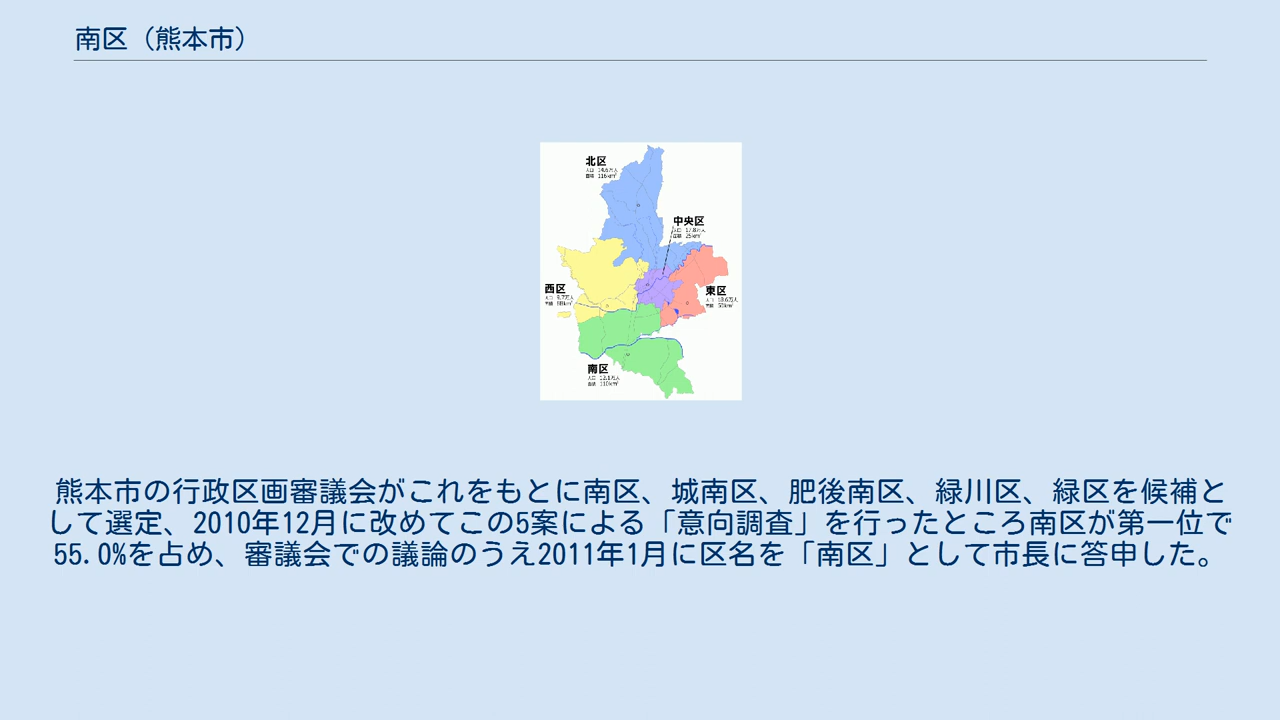 南区（熊本市）
北区
中央区
西区
東区
南区
熊本市の行政区画審議会がこれをもとに南区、城南区、肥後南区、緑川区、緑区を候補と
して選定、2010年12月に改めてこの5案による「意向調査」を行ったところ南区が第一位で
55.0%を占め、審議会での議論のうえ2011年1月に区名を「南区」として市長に答申した。